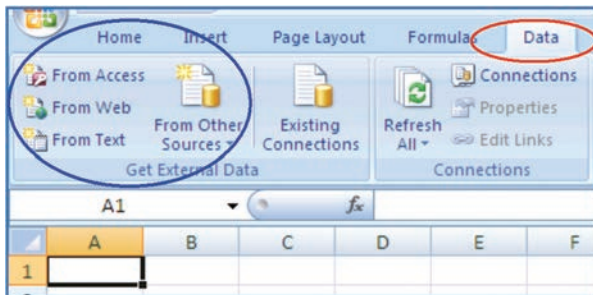 Home Insert Page Layout Formulas Data
From Access
From Web
From Text
From Other Sources
Existing Connections
Get External Data
Refresh All
Connections
Properties
Edit Links
Connections
A1 fx
A B C D E F
1